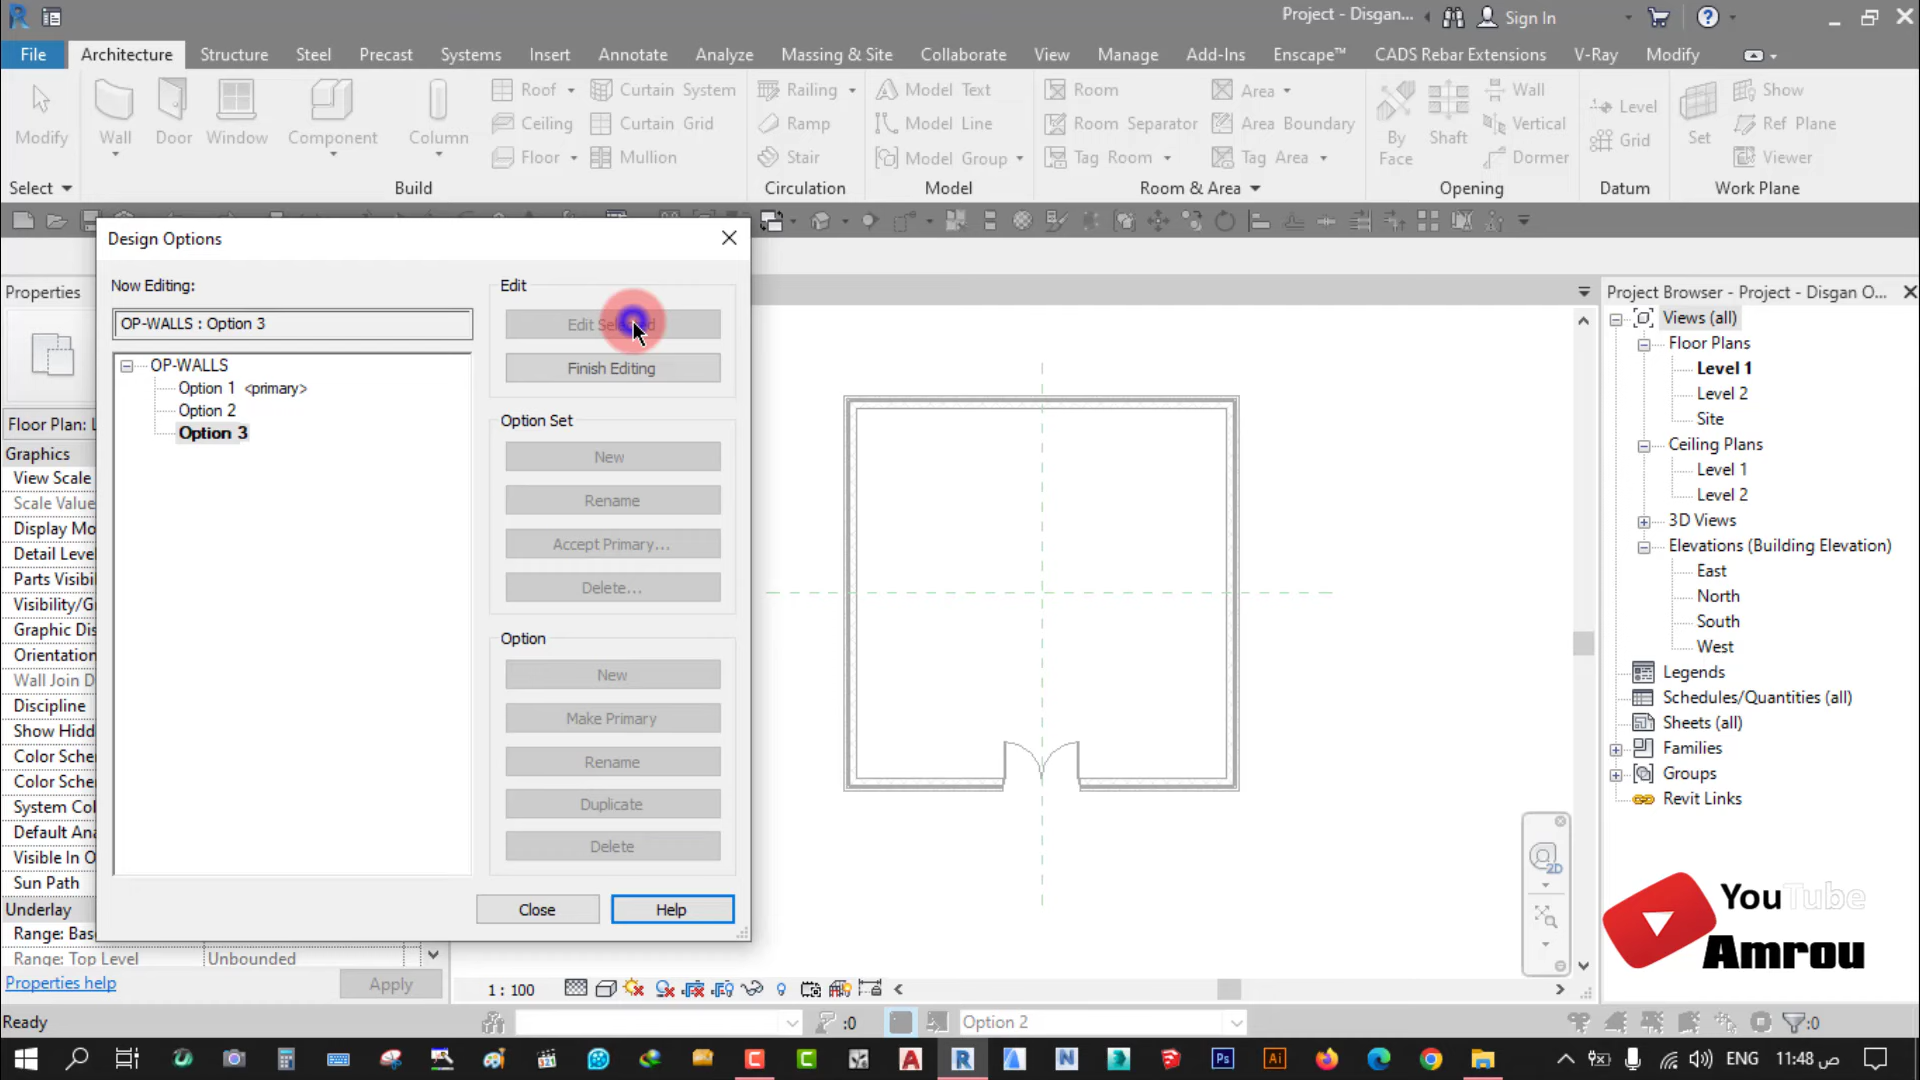 Project - Disgan...
Sign In
File
Architecture
Structure
Steel
Precast
Systems
Insert
Annotate
Analyze
Massing & Site
Collaborate
View
Manage
Add-Ins
Enscape™
CADS Rebar Extensions
V-Ray
Modify
Modify
Wall
Door
Window
Component
Column
Roof
Ceiling
Floor
Curtain System
Curtain Grid
Mullion
Railing
Ramp
Stair
Model Text
Model Line
Model Group
Room
Room Separator
Tag Room
Area
Area Boundary
Tag Area
By Face
Shaft
Wall
Vertical
Dormer
Level
Grid
Set
Show
Ref Plane
Viewer
Select
Build
Circulation
Model
Room & Area
Opening
Datum
Work Plane
Design Options
Now Editing:
OP-WALLS : Option 3
OP-WALLS
Option 1 <primary>
Option 2
Option 3
Edit
Finish Editing
Option Set
New
Rename
Accept Primary...
Delete...
Option
New
Make Primary
Rename
Duplicate
Delete
Close
Help
Properties
Floor Plan: L
Graphics
View Scale
Scale Value
Display Mo
Detail Level
Parts Visibil
Visibility/G
Graphic Dis
Orientation
Wall Join D
Discipline
Show Hidd
Color Scher
Color Scher
System Col
Default Ana
Visible In O
Sun Path
Underlay
Range: Bas
Range: Top Level
Unbounded
Properties help
Apply
Project Browser - Project - Disgan O...
Views (all)
Floor Plans
Level 1
Level 2
Site
Ceiling Plans
Level 1
Level 2
3D Views
Elevations (Building Elevation)
East
North
South
West
Legends
Schedules/Quantities (all)
Sheets (all)
Families
Groups
Revit Links
2D
YouTube
Amrou
1 : 100
Ready
:0
Option 2
:0
ENG
11:48 ص